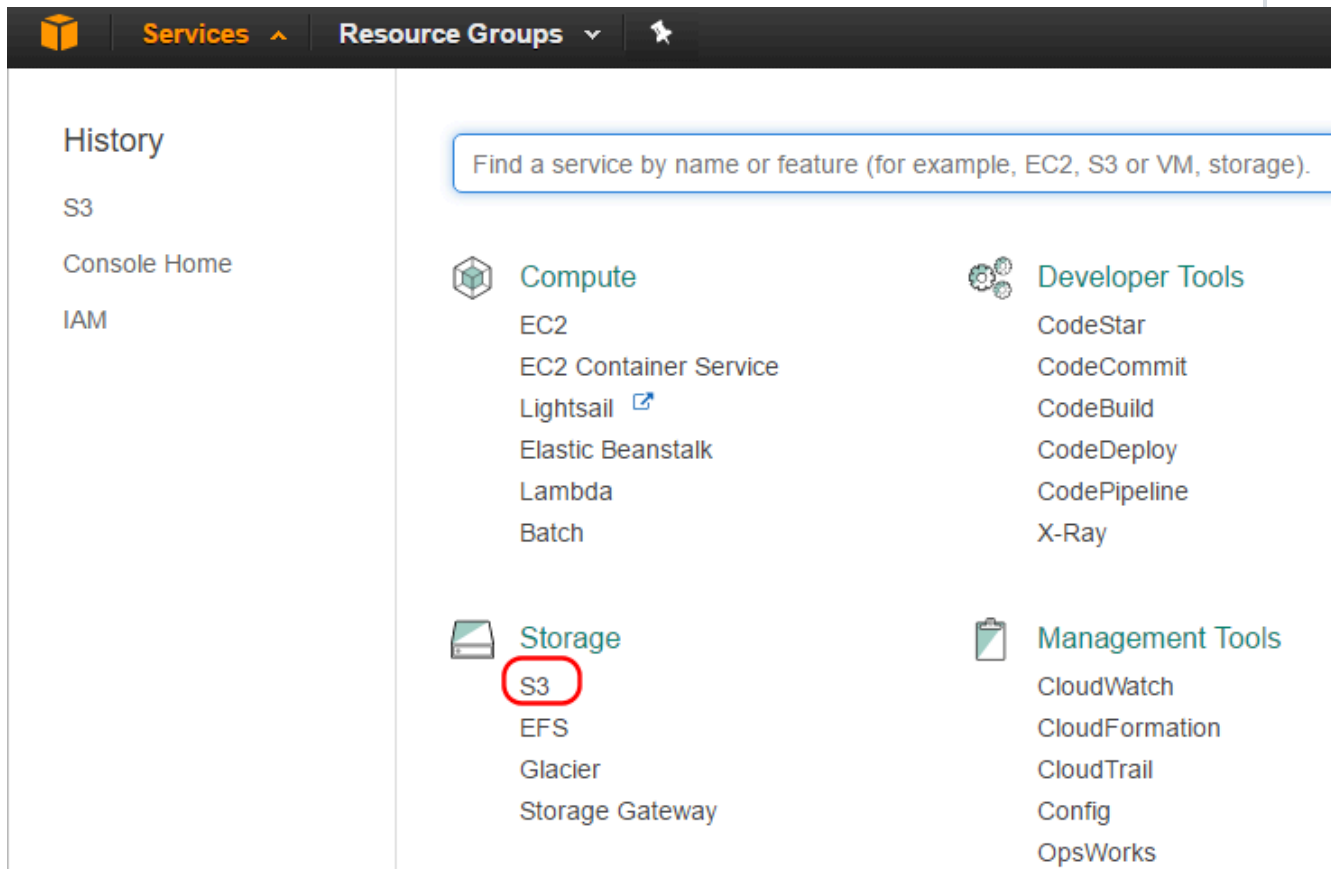 Services
Resource Groups
History
S3
Console Home
IAM
Find a service by name or feature (for example, EC2, S3 or VM, storage).
Compute
EC2
EC2 Container Service
Lightsail
Elastic Beanstalk
Lambda
Batch
Developer Tools
CodeStar
CodeCommit
CodeBuild
CodeDeploy
CodePipeline
X-Ray
Storage
S3
EFS
Glacier
Storage Gateway
Management Tools
CloudWatch
CloudFormation
CloudTrail
Config
OpsWorks